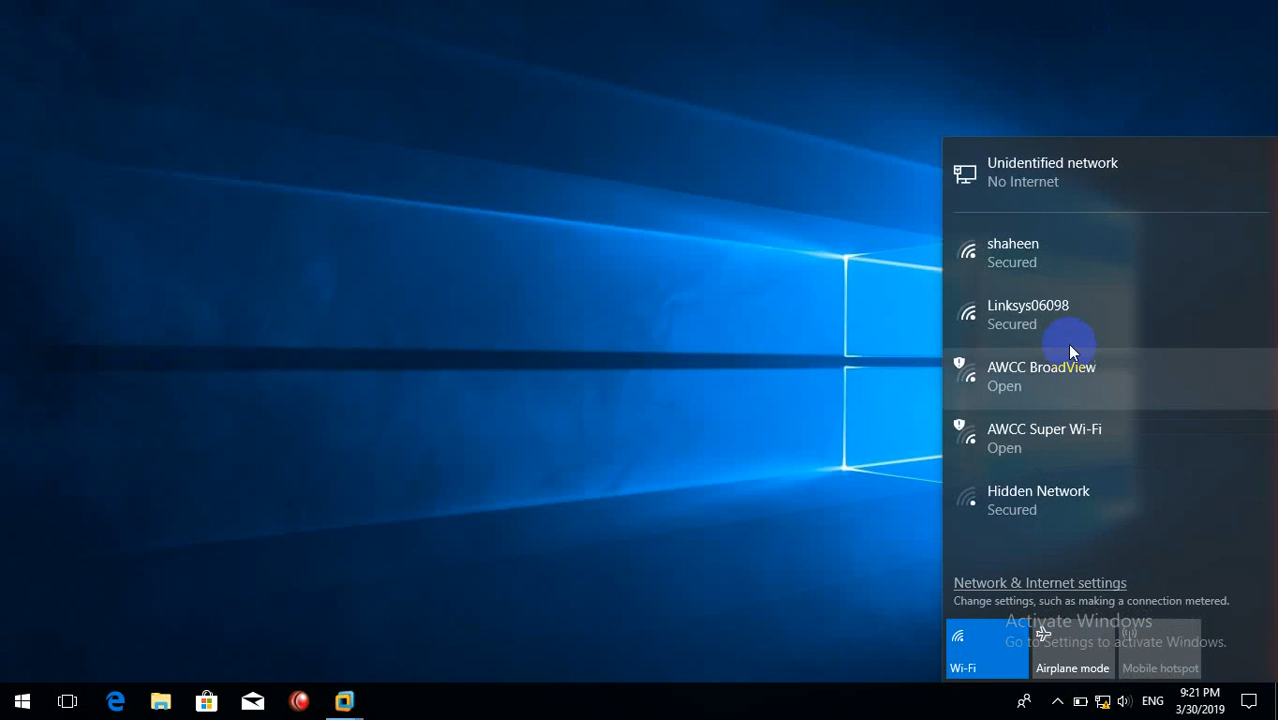 Unidentified network
No Internet
shaheen
Secured
Linksys06098
Secured
AWCC BroadView
Open
AWCC Super Wi-Fi
Open
Hidden Network
Secured
Network & Internet settings
Change settings, such as making a connection metered.
Activate Windows
Go to Settings to activate Windows.
Wi-Fi
Airplane mode
Mobile hotspot
ENG
9:21 PM
3/30/2019